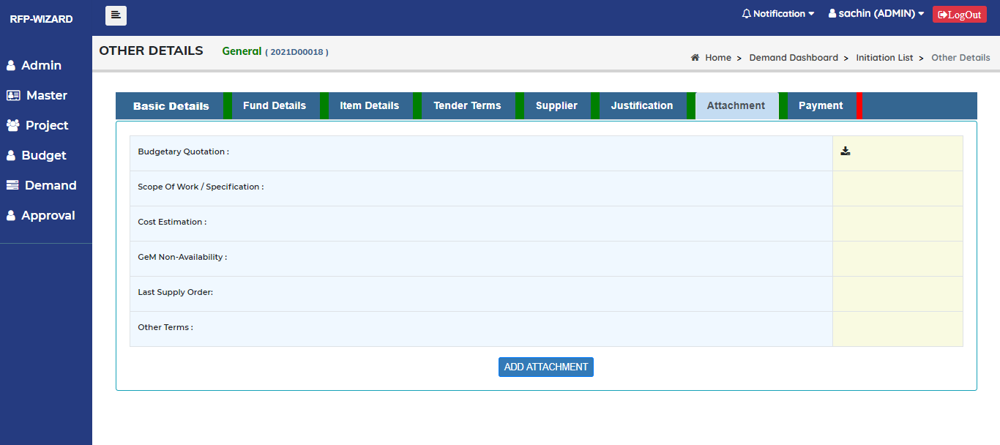 RFP-WIZARD
Notification
sachin (ADMIN)
LogOut
OTHER DETAILS
General ( 2021D00018 )
Home > Demand Dashboard > Initiation List > Other Details
Admin
Master
Project
Budget
Demand
Approval
Basic Details
Fund Details
Item Details
Tender Terms
Supplier
Justification
Attachment
Payment
Budgetary Quotation :
Scope Of Work / Specification :
Cost Estimation :
GeM Non-Availability :
Last Supply Order:
Other Terms :
ADD ATTACHMENT